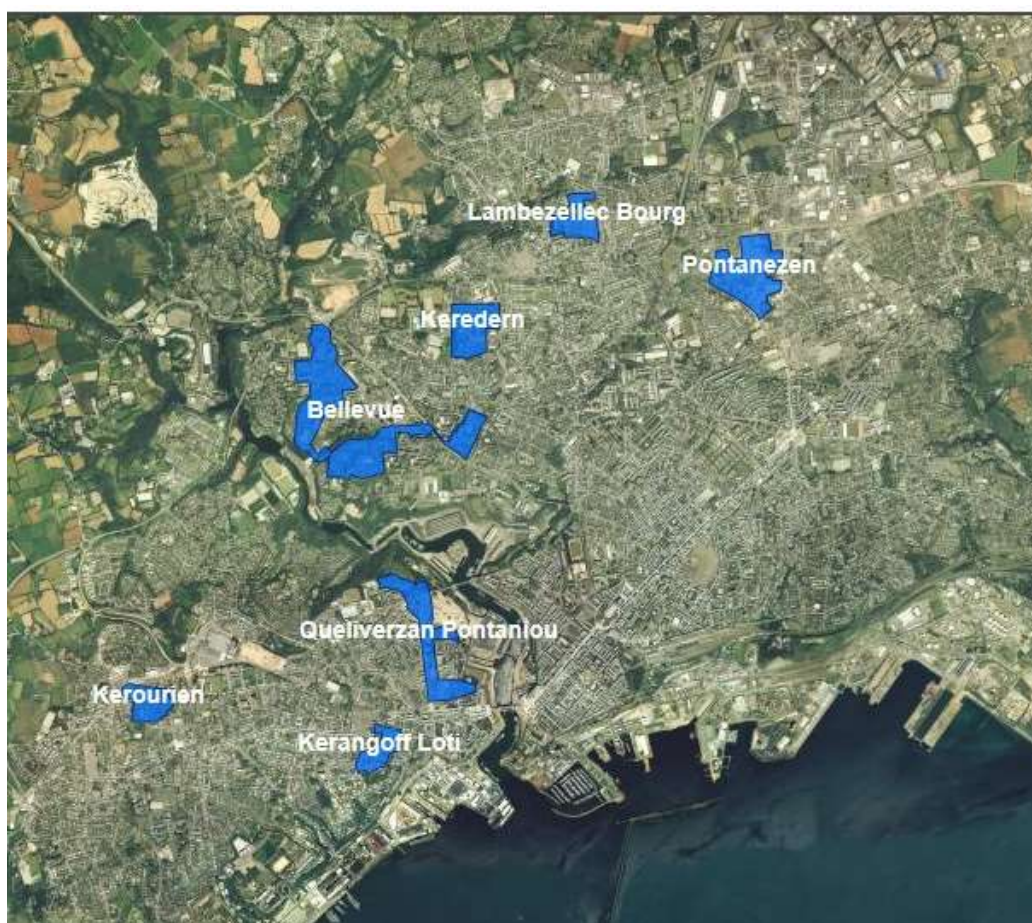 Lambezellec Bourg
Pontanezen
Keredern
Bellevue
Queliverzan Pontaniou
Kerourien
Kerangoff Loti